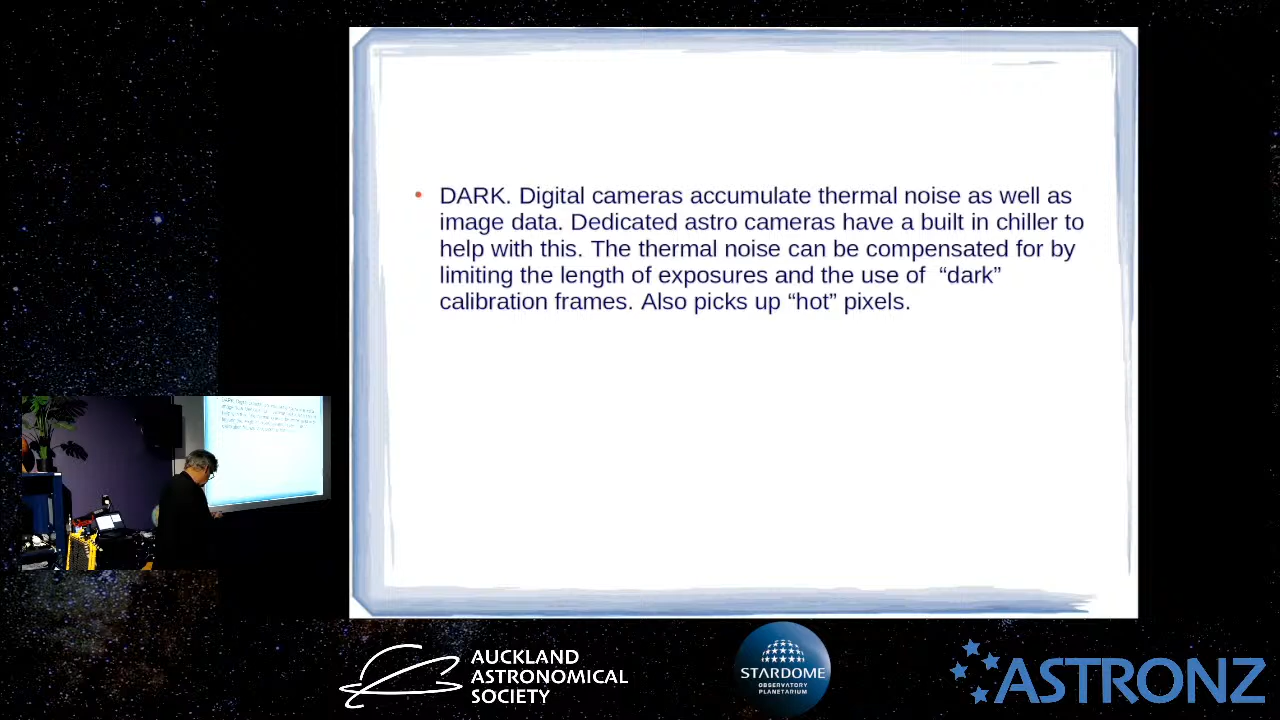 DARK. Digital cameras accumulate thermal noise as well as
image data. Dedicated astro cameras have a built in chiller to
help with this. The thermal noise can be compensated for by
limiting the length of exposures and the use of  “dark”
calibration frames. Also picks up “hot” pixels.
AUCKLAND
ASTRONOMICAL
SOCIETY
STARDOME
OBSERVATORY
PLANETARIUM
ASTRONZ